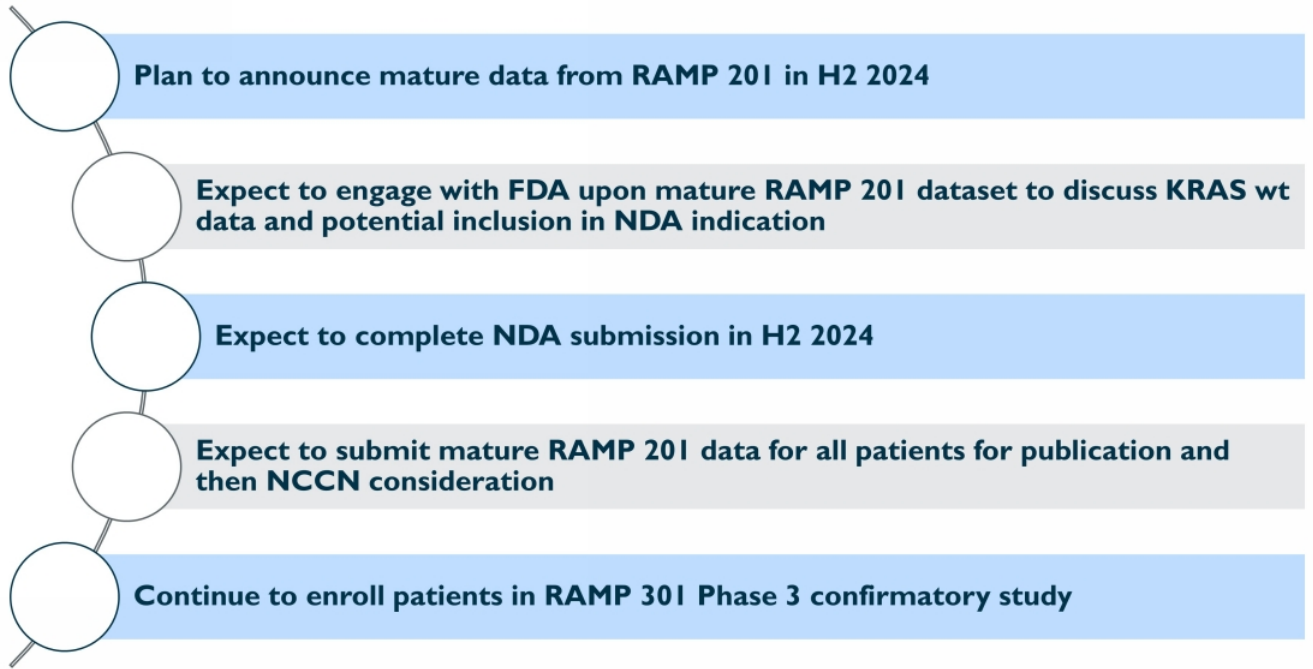 Plan to announce mature data from RAMP 201 in H2 2024
Expect to engage with FDA upon mature RAMP 201 dataset to discuss KRAS wt
data and potential inclusion in NDA indication
Expect to complete NDA submission in H2 2024
Expect to submit mature RAMP 201 data for all patients for publication and
then NCCN consideration
Continue to enroll patients in RAMP 301 Phase 3 confirmatory study